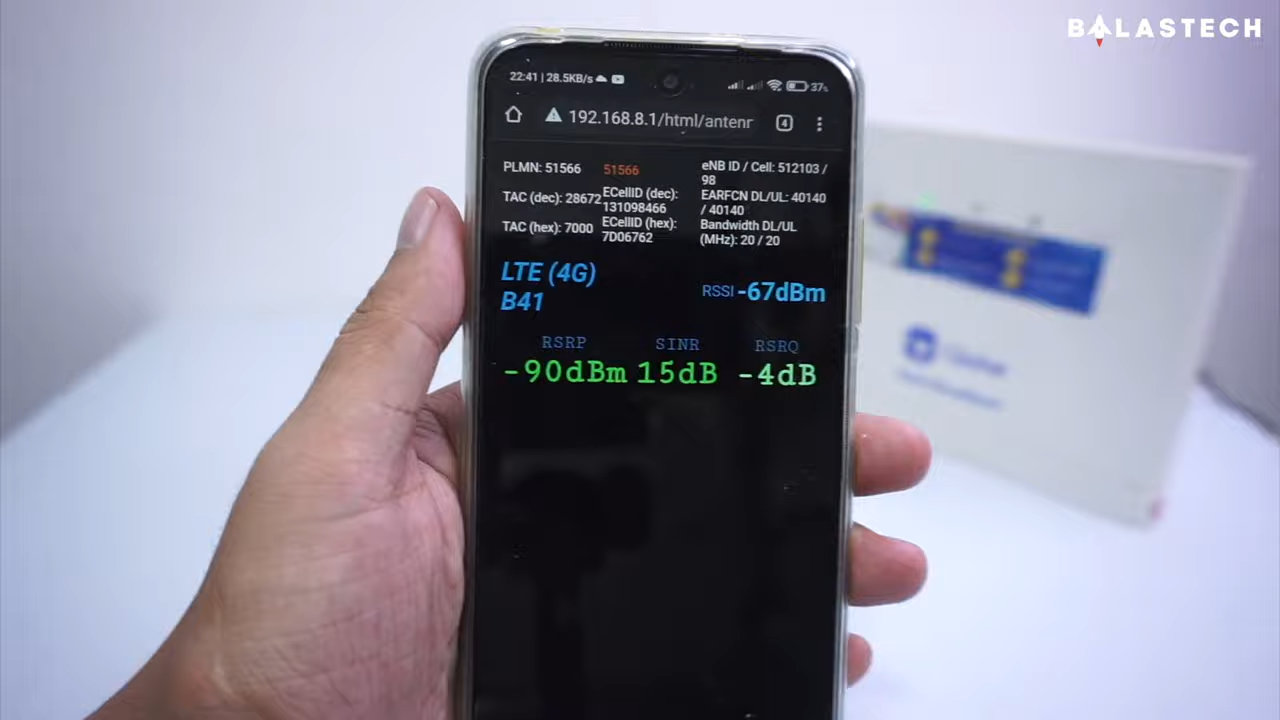 BALASTECH
22:41 | 28.5KB/s
37%
192.168.8.1/html/antenr
4
PLMN: 51566
51566
eNB ID / Cell: 512103 /
98
TAC (dec): 28672
ECellID (dec):
131098466
EARFCN DL/UL: 40140
/ 40140
TAC (hex): 7000
ECellID (hex):
7D06762
Bandwidth DL/UL
(MHz): 20 / 20
LTE (4G)
B41
RSSI -67dBm
RSRP SINR RSRQ
-90dBm 15dB -4dB